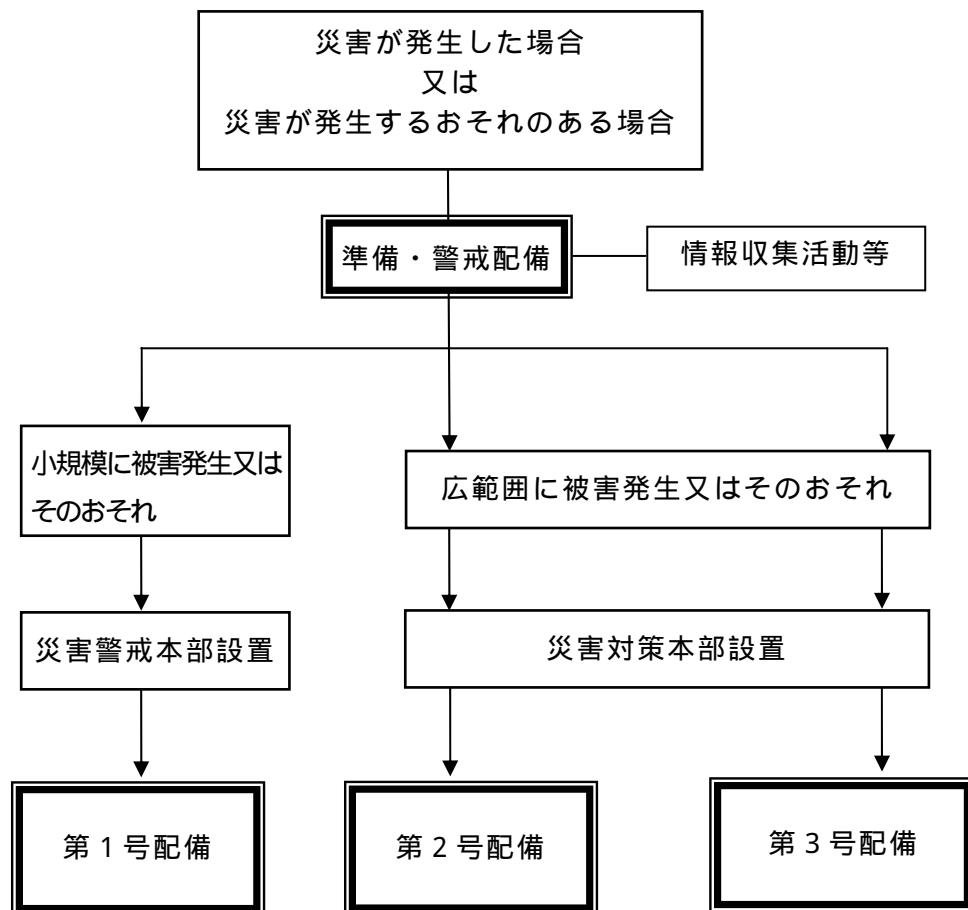 災害が発生した場合
又は
災害が発生するおそれのある場合
準備・警戒配備
情報収集活動等
小規模に被害発生又は
そのおそれ
広範囲に被害発生又はそのおそれ
災害警戒本部設置
災害対策本部設置
第1号配備
第2号配備
第3号配備